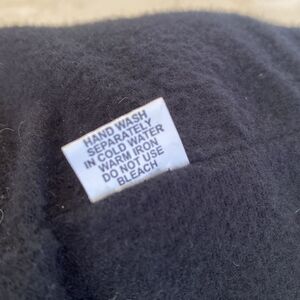 HAND WASH
SEPARATELY
IN COLD WATER
WARM IRON
DO NOT USE
BLEACH